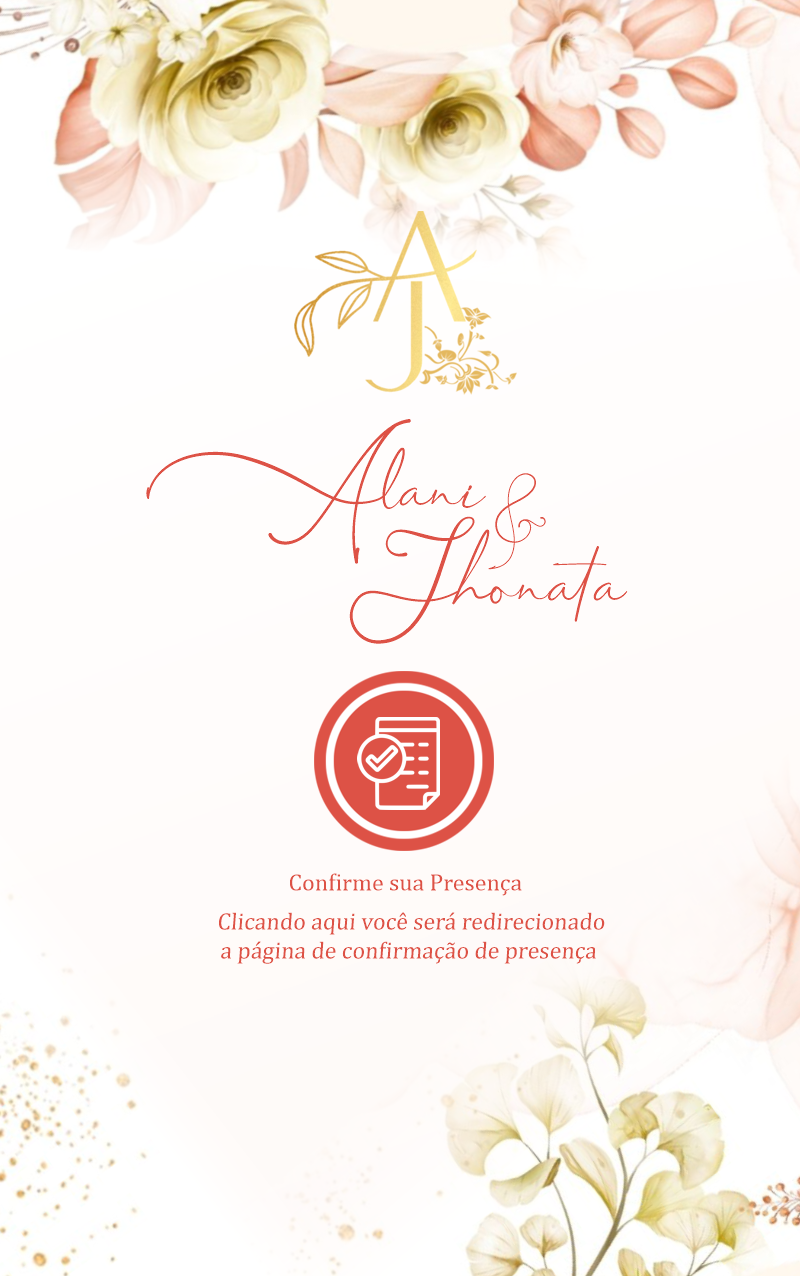 AJ
Alani &
Jhonata
Confirme sua Presença
Clicando aqui você será redirecionado
a página de confirmação de presença